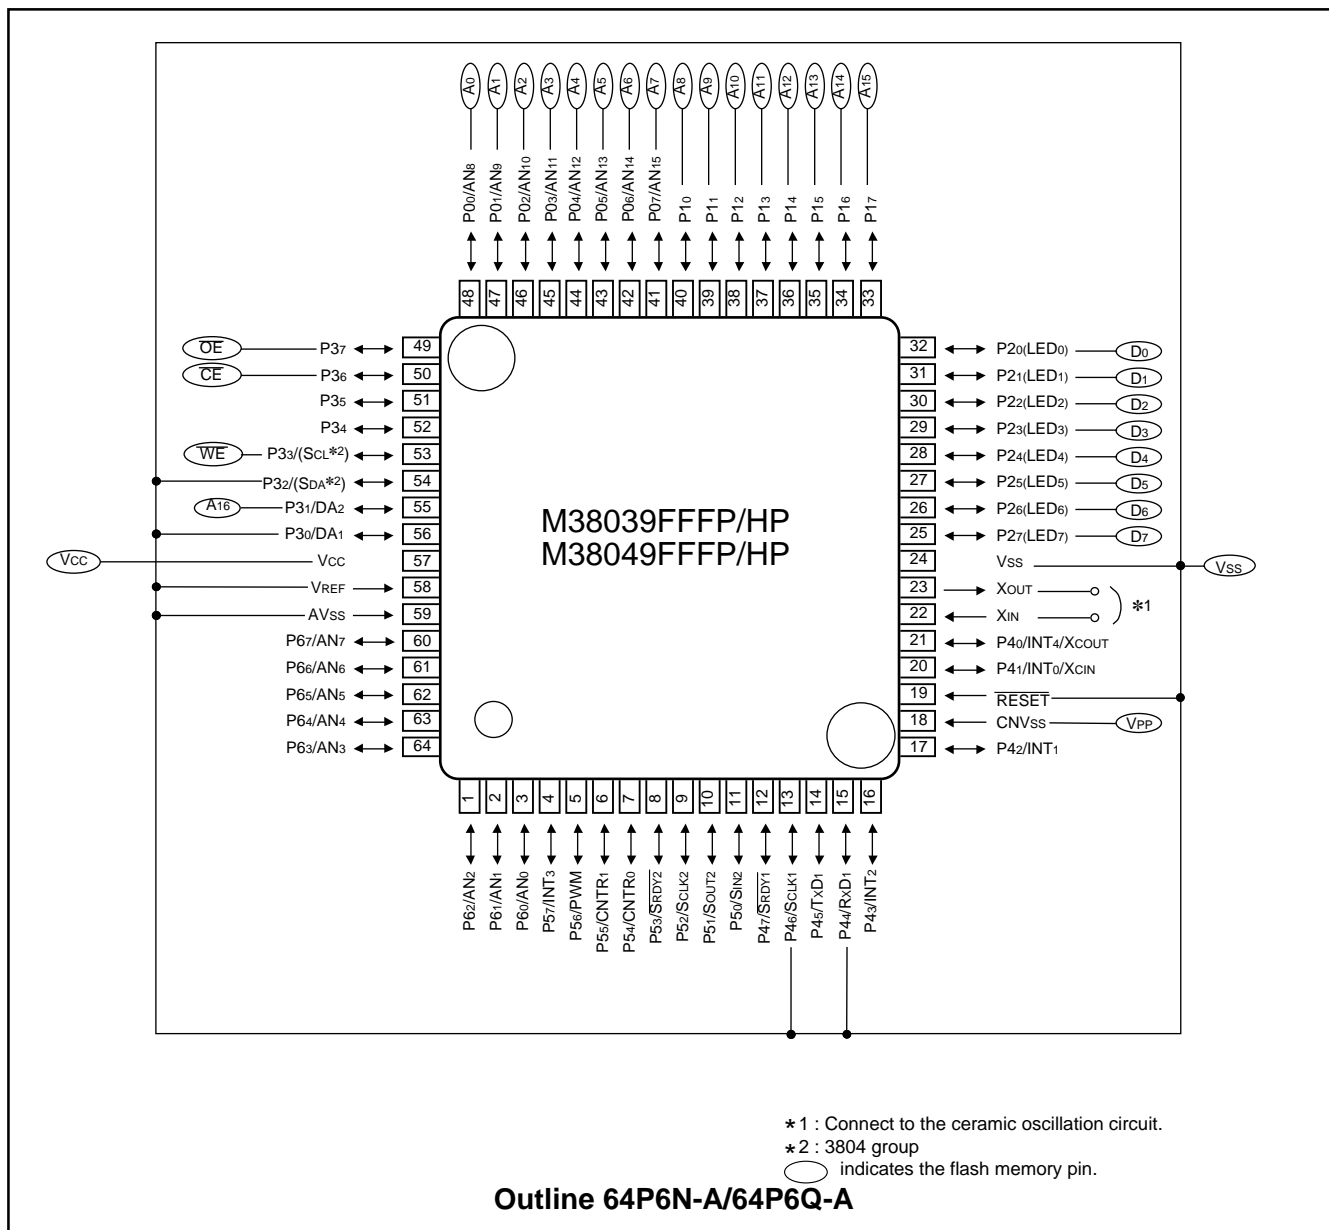 A0 A1 A2 A3 A4 A5 A6 A7 A8 A9 A10 A11 A12 A13 A14 A15
P00/AN8 P01/AN9 P02/AN10 P03/AN11 P04/AN12 P05/AN13 P06/AN14 P07/AN15 P10 P11 P12 P13 P14 P15 P16 P17
48 47 46 45 44 43 42 41 40 39 38 37 36 35 34 33
OE P37 49
CE P36 50
P35 51
P34 52
WE P33/(SCL*2) 53
P32/(SDA*2) 54
A16 P31/DA2 55
P30/DA1 56
VCC VCC 57
VREF 58
AVSS 59
P67/AN7 60
P66/AN6 61
P65/AN5 62
P64/AN4 63
P63/AN3 64
M38039FFFP/HP
M38049FFFP/HP
32 P20(LED0) D0
31 P21(LED1) D1
30 P22(LED2) D2
29 P23(LED3) D3
28 P24(LED4) D4
27 P25(LED5) D5
26 P26(LED6) D6
25 P27(LED7) D7
24 VSS VSS
23 XOUT
22 XIN
*1
21 P40/INT4/XCOUT
20 P41/INT0/XCIN
19 RESET
18 CNVSS VPP
17 P42/INT1
1 2 3 4 5 6 7 8 9 10 11 12 13 14 15 16
P62/AN2 P61/AN1 P60/AN0 P57/INT3 P56/PWM P55/CNTR1 P54/CNTR0 P53/SRDY2 P52/SCLK2 P51/SOUT2 P50/SIN2 P47/SRDY1 P46/SCLK1 P45/TXD1 P44/RXD1 P43/INT2
*1 : Connect to the ceramic oscillation circuit.
*2 : 3804 group
indicates the flash memory pin.
Outline 64P6N-A/64P6Q-A